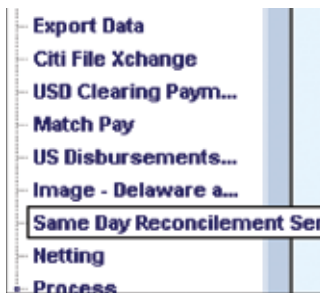 Export Data
Citi File Xchange
USD Clearing Paym...
Match Pay
US Disbursements...
Image - Delaware a...
Same Day Reconcilement Ser
Netting
Process